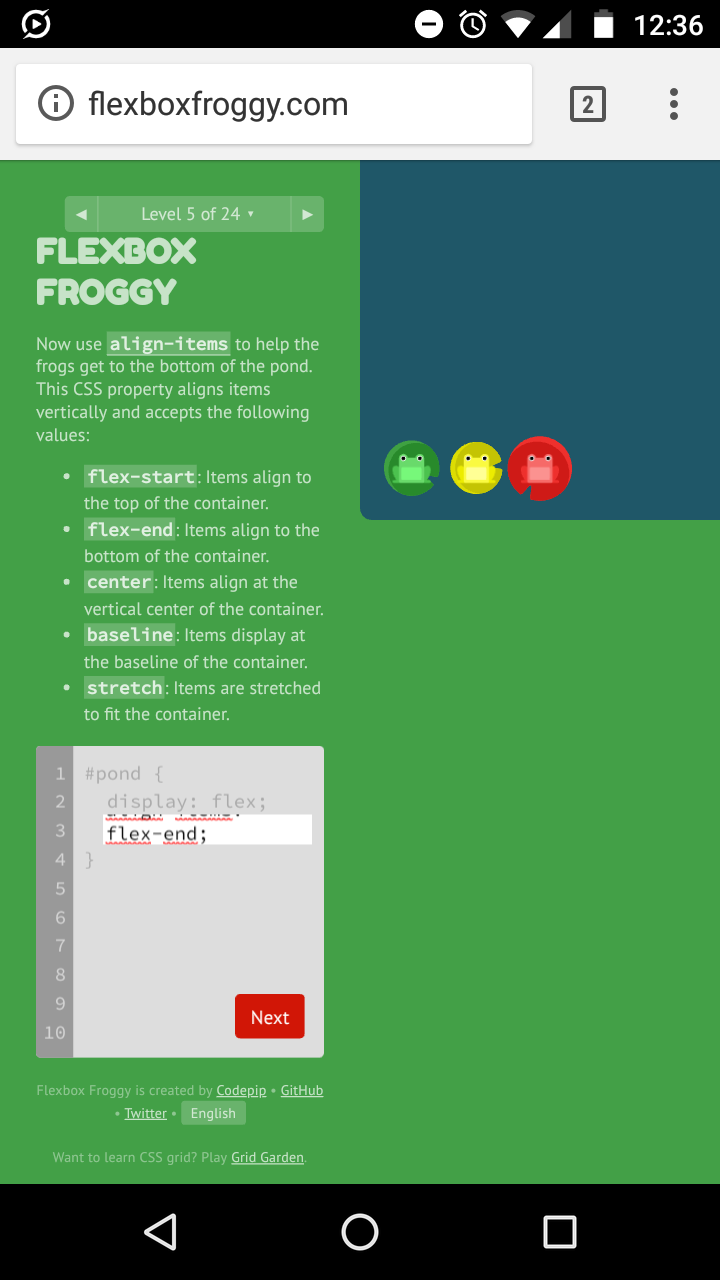 12:36
flexboxfroggy.com
2
◀ Level 5 of 24 ▾ ▶
FLEXBOX
FROGGY
Now use align-items to help the
frogs get to the bottom of the pond.
This CSS property aligns items
vertically and accepts the following
values:
• flex-start: Items align to
the top of the container.
• flex-end: Items align to the
bottom of the container.
• center: Items align at the
vertical center of the container.
• baseline: Items display at
the baseline of the container.
• stretch: Items are stretched
to fit the container.
1 #pond {
2 display: flex;
align-items:
3 flex-end;
4 }
5
6
7
8
9
10
Next
Flexbox Froggy is created by Codepip • GitHub
• Twitter • English
Want to learn CSS grid? Play Grid Garden.